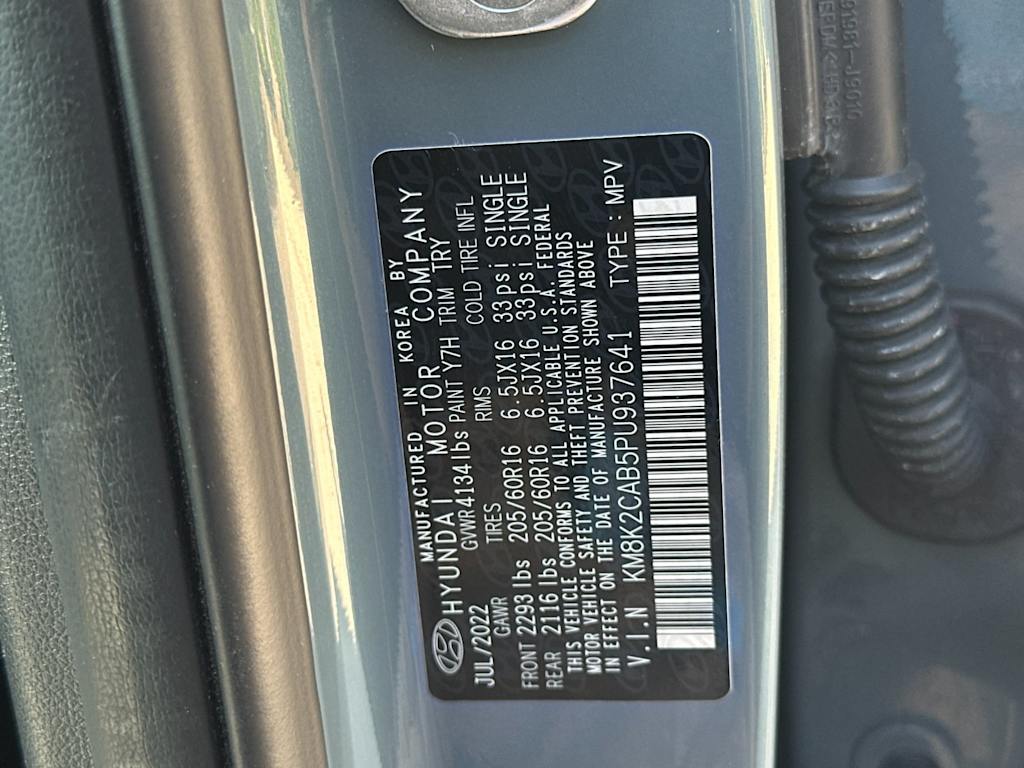 MANUFACTURED IN KOREA BY
HYUNDAI MOTOR COMPANY
JUL/2022 GVWR 4134 lbs PAINT Y7H TRIM TRY
GAWR TIRES RIMS COLD TIRE INFL
FRONT 2293 lbs 205/60R16 6.5JX16 33psi SINGLE
REAR 2116 lbs 205/60R16 6.5JX16 33psi SINGLE
THIS VEHICLE CONFORMS TO ALL APPLICABLE U.S.A. FEDERAL
MOTOR VEHICLE SAFETY AND THEFT PREVENTION STANDARDS
IN EFFECT ON THE DATE OF MANUFACTURE SHOWN ABOVE
V.I.N KM8K2CAB5PU937641 TYPE : MPV